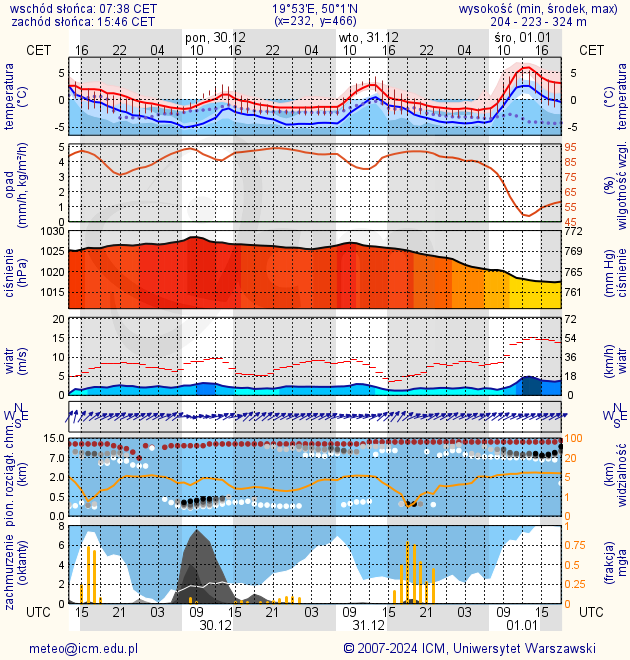 wschód słońca: 07:38 CET 19°53'E, 50°1'N wysokość (min, środek, max)
zachód słońca: 15:46 CET (x=232, y=466) 204 - 223 - 324 m
pon, 30.12 wto, 31.12 śro, 01.01
CET 16 22 04 10 16 22 04 10 16 22 04 10 16 CET
temperatura (°C) 5 0 -5 5 0 -5 temperatura (°C)
opad (mm/h, kg/m²/h) 5 4 3 2 1 0 95 85 75 65 55 45 (%) wilgotność wzgl.
ciśnienie (hPa) 1030 1025 1020 1015 772 769 765 761 (mm Hg) ciśnienie
wiatr (m/s) 20 15 10 5 0 72 54 36 18 0 (km/h) wiatr
N W E S N W E S
pion. rozciągł. chm. (km) 15.0 7.0 2.0 0.5 0.0 100 20 5 1 0 (km) widzialność
zachmurzenie (oktanty) 8 6 4 2 0 1 0.75 0.5 0.25 0 (frakcja) mgła
UTC 15 21 03 09 15 21 03 09 15 21 03 09 15 UTC
30.12 31.12 01.01
meteo@icm.edu.pl © 2007-2024 ICM, Uniwersytet Warszawski